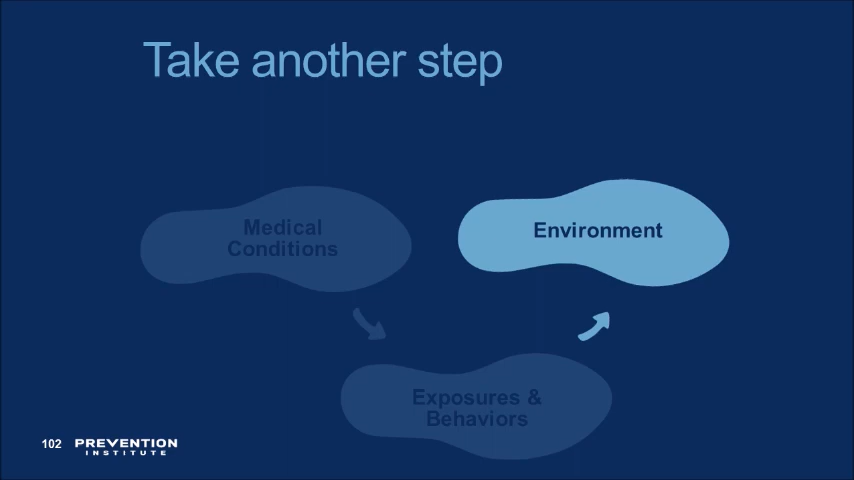 Take another step
Medical
Conditions
Environment
Exposures &
Behaviors
102 PREVENTION
INSTITUTE